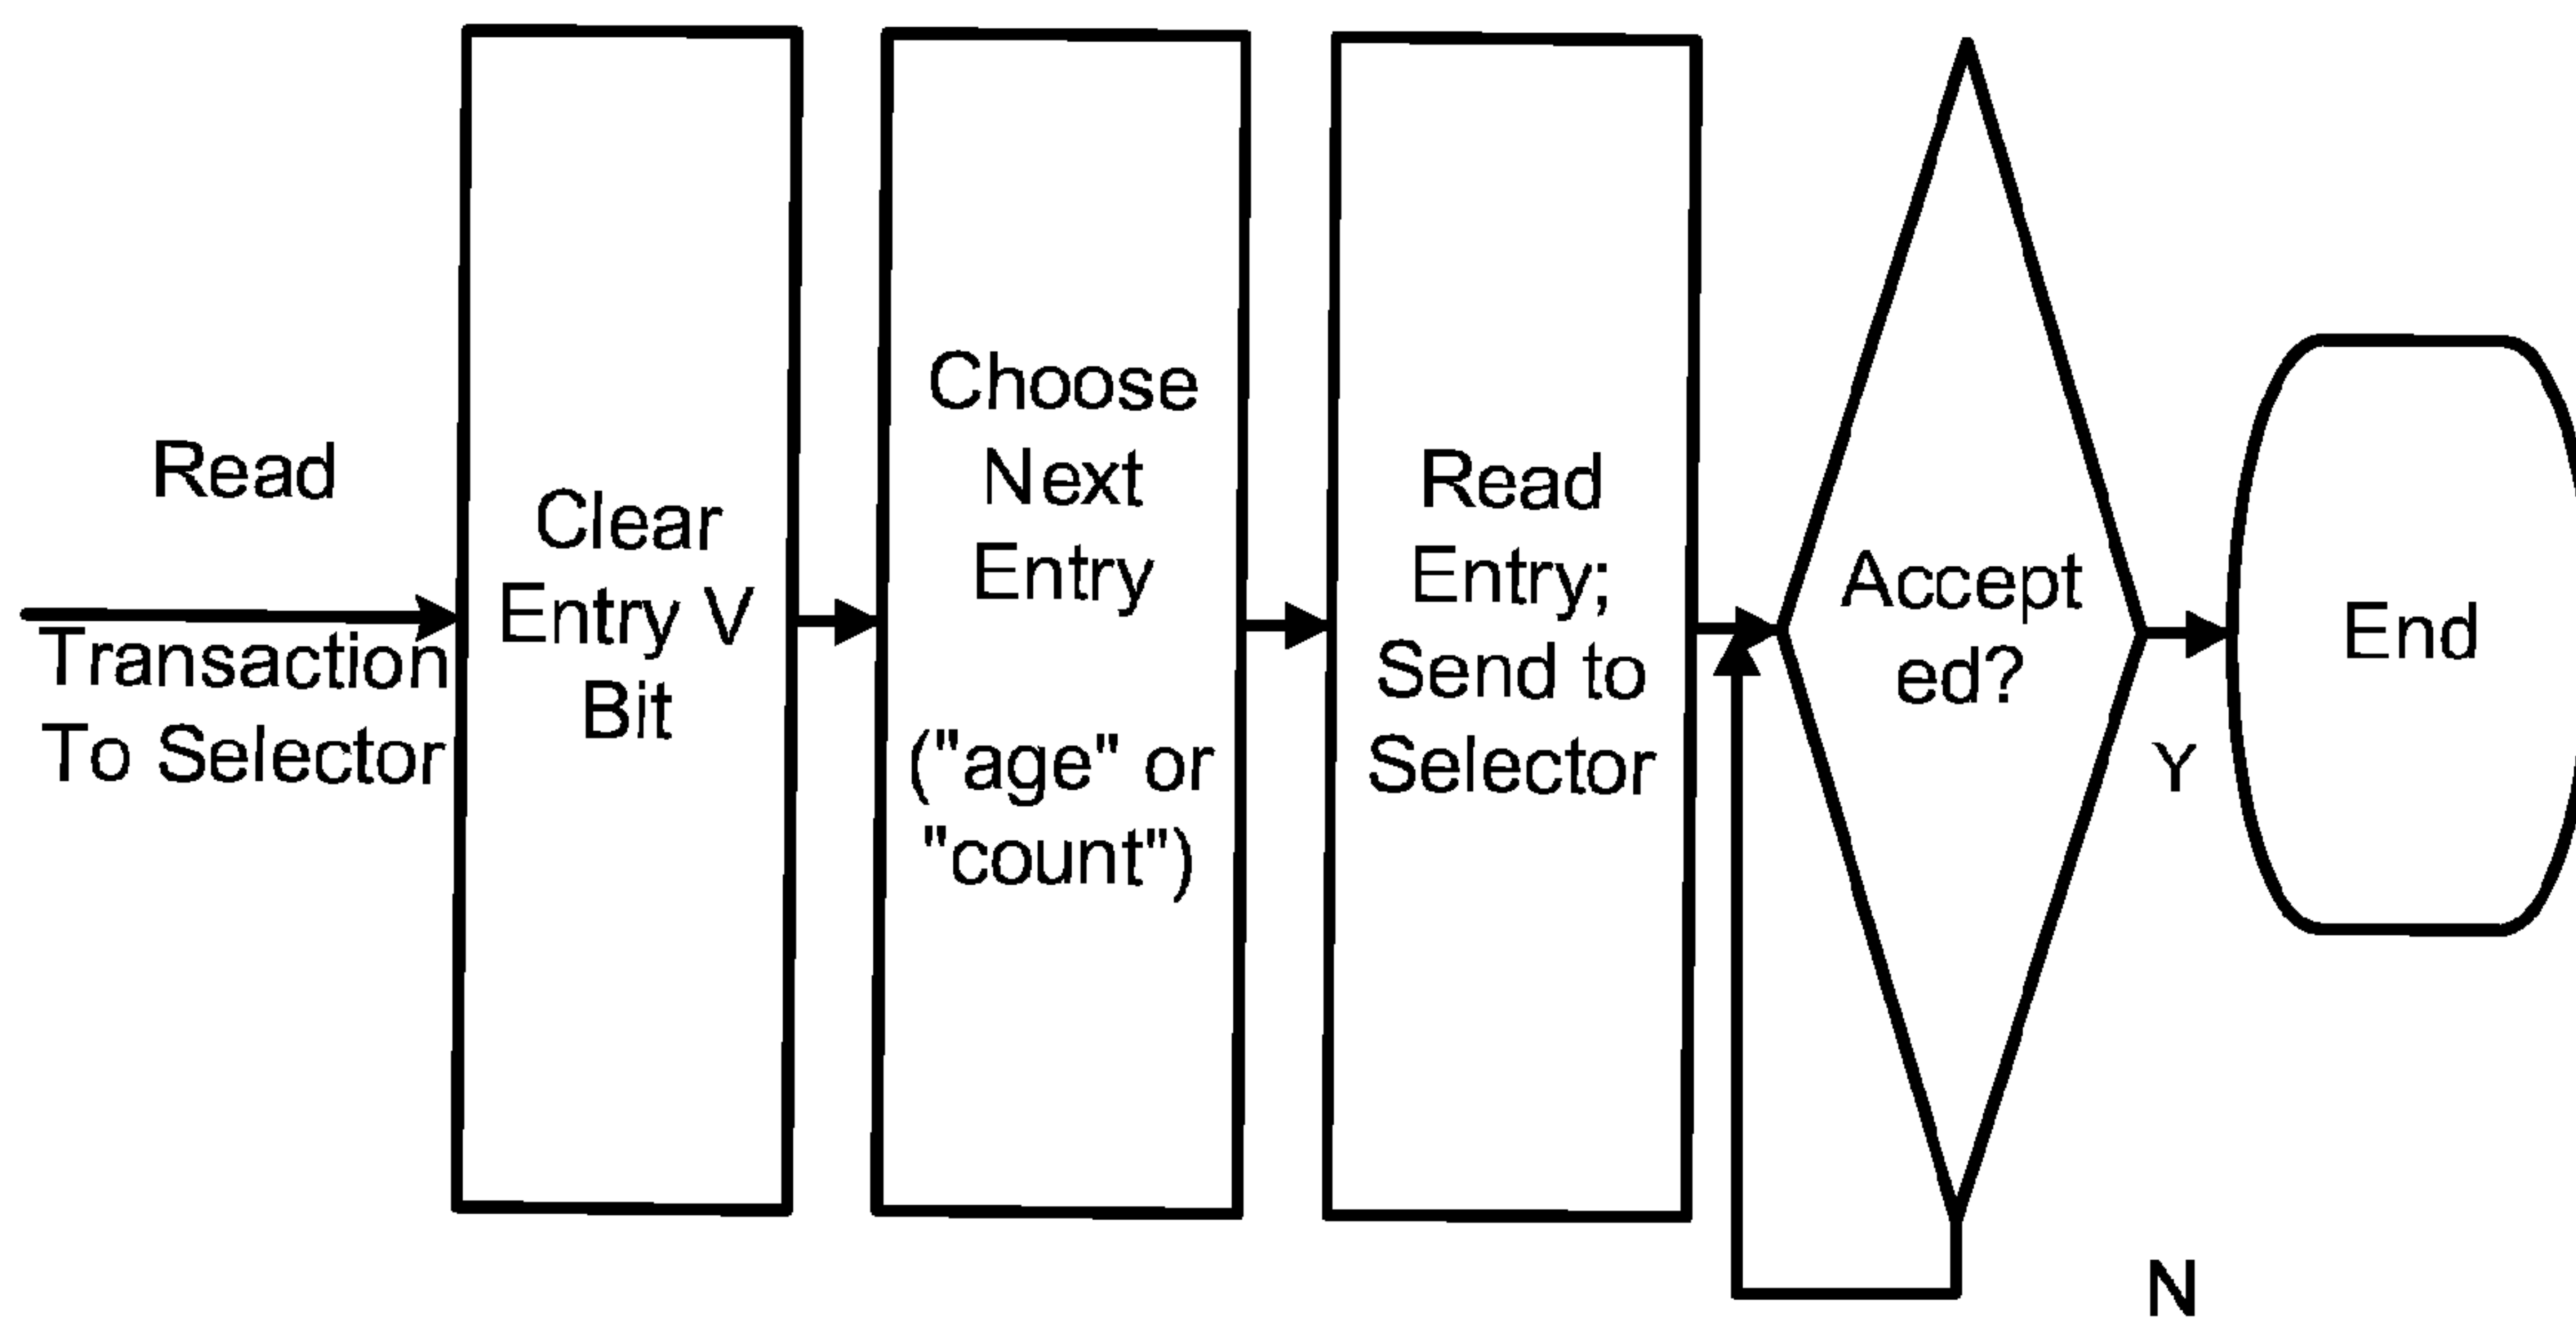 Read
Transaction
To Selector
Clear
Entry V
Bit
Choose
Next
Entry
("age" or
"count")
Read
Entry;
Send to
Selector
Accept
ed?
Y
N
End